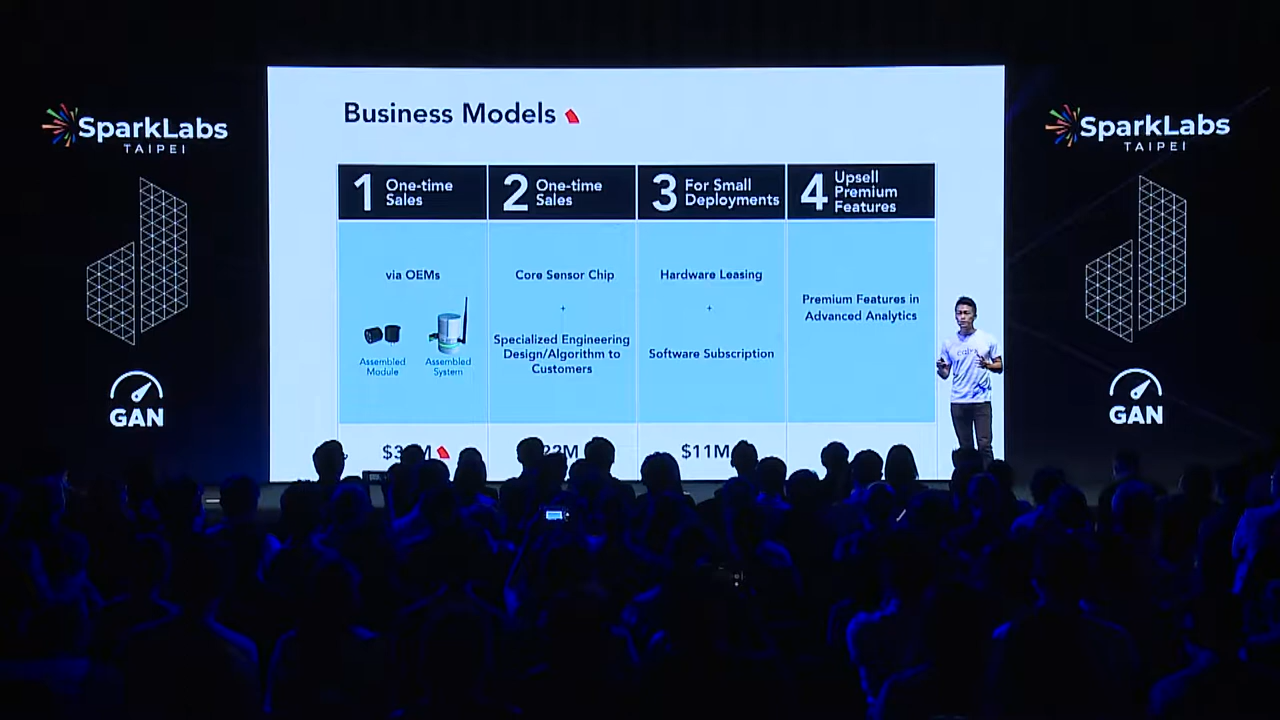 SparkLabs
TAIPEI
GAN
Business Models
1 One-time
Sales
2 One-time
Sales
3 For Small
Deployments
4 Upsell
Premium
Features
via OEMs
Assembled
Module
Assembled
System
Core Sensor Chip
+
Specialized Engineering
Design/Algorithm to
Customers
Hardware Leasing
+
Software Subscription
Premium Features in
Advanced Analytics
$11M
SparkLabs
TAIPEI
GAN